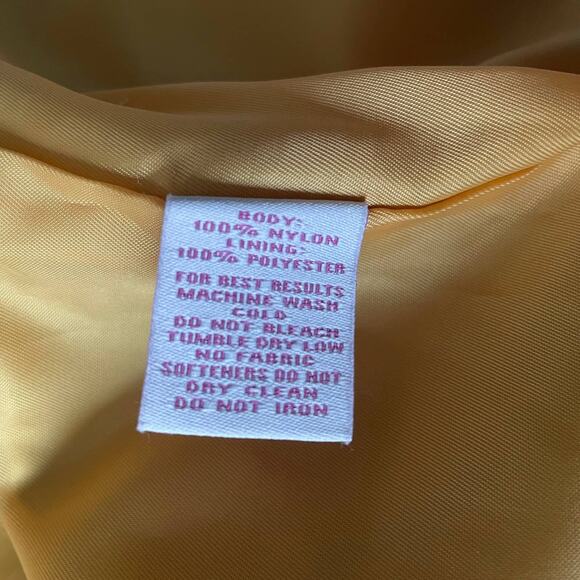 BODY:
100% NYLON
LINING:
100% POLYESTER
FOR BEST RESULTS
MACHINE WASH
COLD
DO NOT BLEACH
TUMBLE DRY LOW
NO FABRIC
SOFTENERS DO NOT
DRY CLEAN
DO NOT IRON